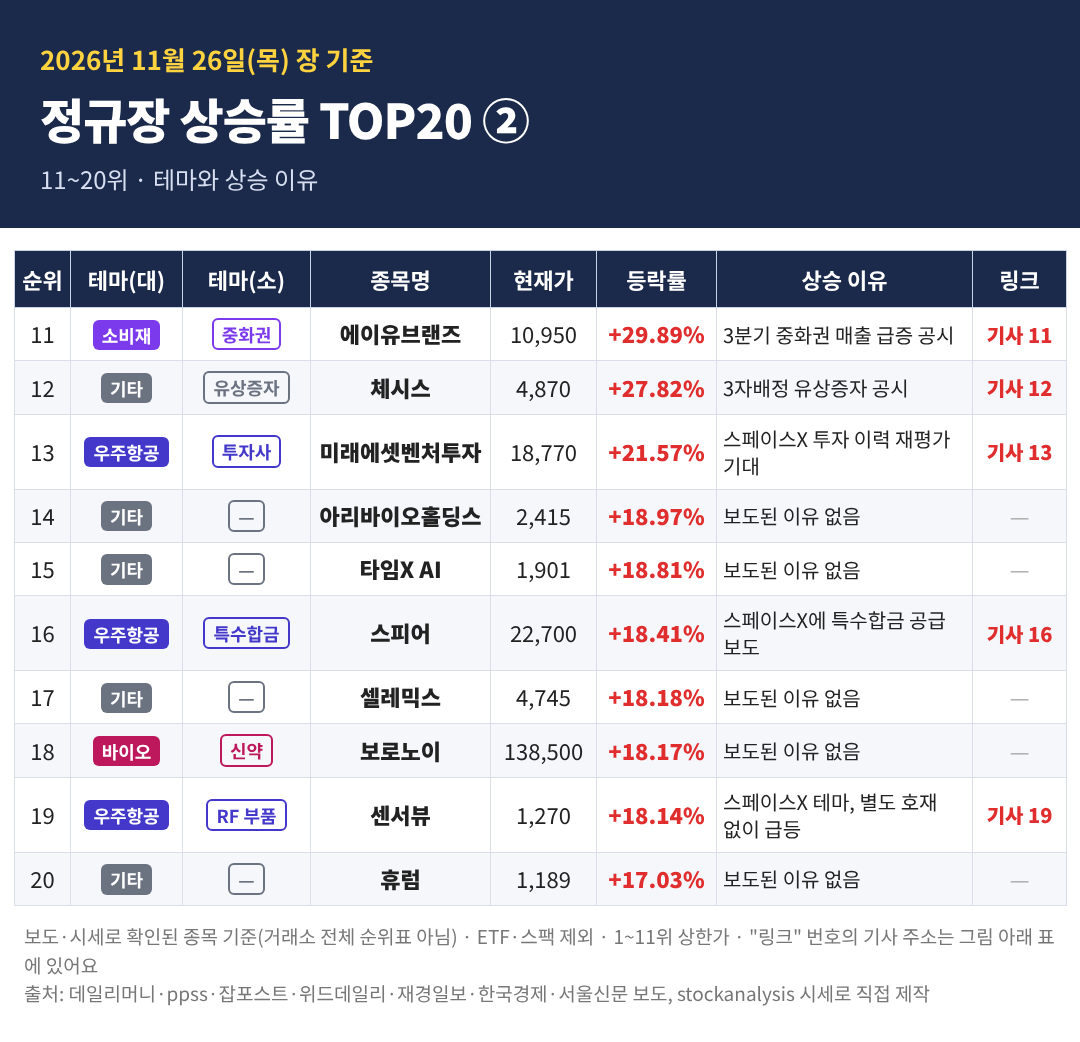 2026년 11월 26일(목) 장 기준
정규장 상승률 TOP20 ②
11~20위 · 테마와 상승 이유
순위 테마(대) 테마(소) 종목명 현재가 등락률 상승 이유 링크
11 소비재 중화권 에이유브랜즈 10,950 +29.89% 3분기 중화권 매출 급증 공시 기사 11
12 기타 유상증자 체시스 4,870 +27.82% 3자배정 유상증자 공시 기사 12
13 우주항공 투자사 미래에셋벤처투자 18,770 +21.57% 스페이스X 투자 이력 재평가
기대 기사 13
14 기타 — 아리바이오홀딩스 2,415 +18.97% 보도된 이유 없음 —
15 기타 — 타임X AI 1,901 +18.81% 보도된 이유 없음 —
16 우주항공 특수합금 스피어 22,700 +18.41% 스페이스X에 특수합금 공급
보도 기사 16
17 기타 — 셀레믹스 4,745 +18.18% 보도된 이유 없음 —
18 바이오 신약 보로노이 138,500 +18.17% 보도된 이유 없음 —
19 우주항공 RF 부품 센서뷰 1,270 +18.14% 스페이스X 테마, 별도 호재
없이 급등 기사 19
20 기타 — 휴럼 1,189 +17.03% 보도된 이유 없음 —
보도·시세로 확인된 종목 기준(거래소 전체 순위표 아님) · ETF·스팩 제외 · 1~11위 상한가 · "링크" 번호의 기사 주소는 그림 아래 표
에 있어요
출처: 데일리머니·ppss·잡포스트·위드데일리·재경일보·한국경제·서울신문 보도, stockanalysis 시세로 직접 제작